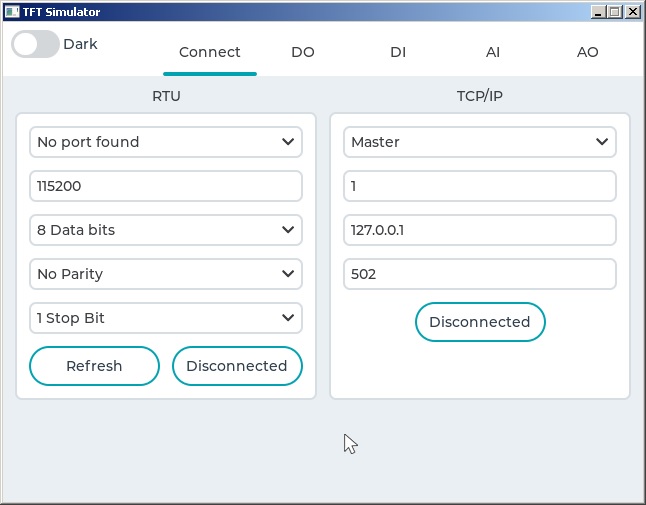 TFT Simulator
Dark
Connect
DO
DI
AI
AO
RTU
No port found
115200
8 Data bits
No Parity
1 Stop Bit
Refresh
Disconnected
TCP/IP
Master
1
127.0.0.1
502
Disconnected